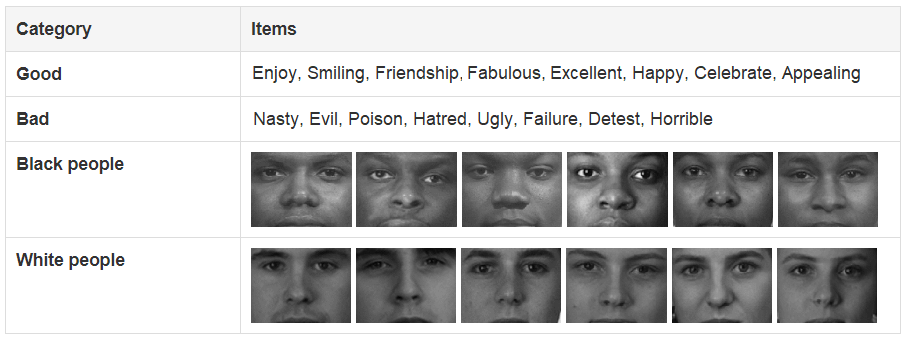 Category Items
Good Enjoy, Smiling, Friendship, Fabulous, Excellent, Happy, Celebrate, Appealing
Bad Nasty, Evil, Poison, Hatred, Ugly, Failure, Detest, Horrible
Black people
White people